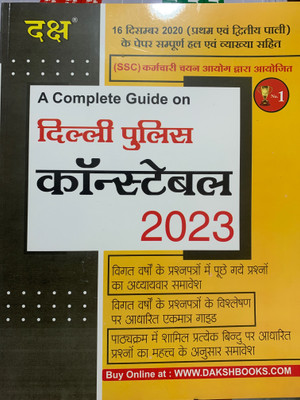 दक्ष®
16 दिसम्बर 2020 (प्रथम एवं द्वितीय पाली)
के पेपर सम्पूर्ण हल एवं व्याख्या सहित
(SSC) कर्मचारी चयन आयोग द्वारा आयोजित
A Complete Guide on
No.1
दिल्ली पुलिस
कॉन्स्टेबल
2023
विगत वर्षों के प्रश्नपत्रों में पूछे गये प्रश्नों
का अध्यायवार समावेश
विगत वर्षों के प्रश्नपत्रों के विश्लेषण
पर आधारित एकमात्र गाइड
पाठ्यक्रम में शामिल प्रत्येक बिन्दु पर आधारित
प्रश्नों का महत्त्व के अनुसार समावेश
Buy Online at : WWW.DAKSHBOOKS.COM